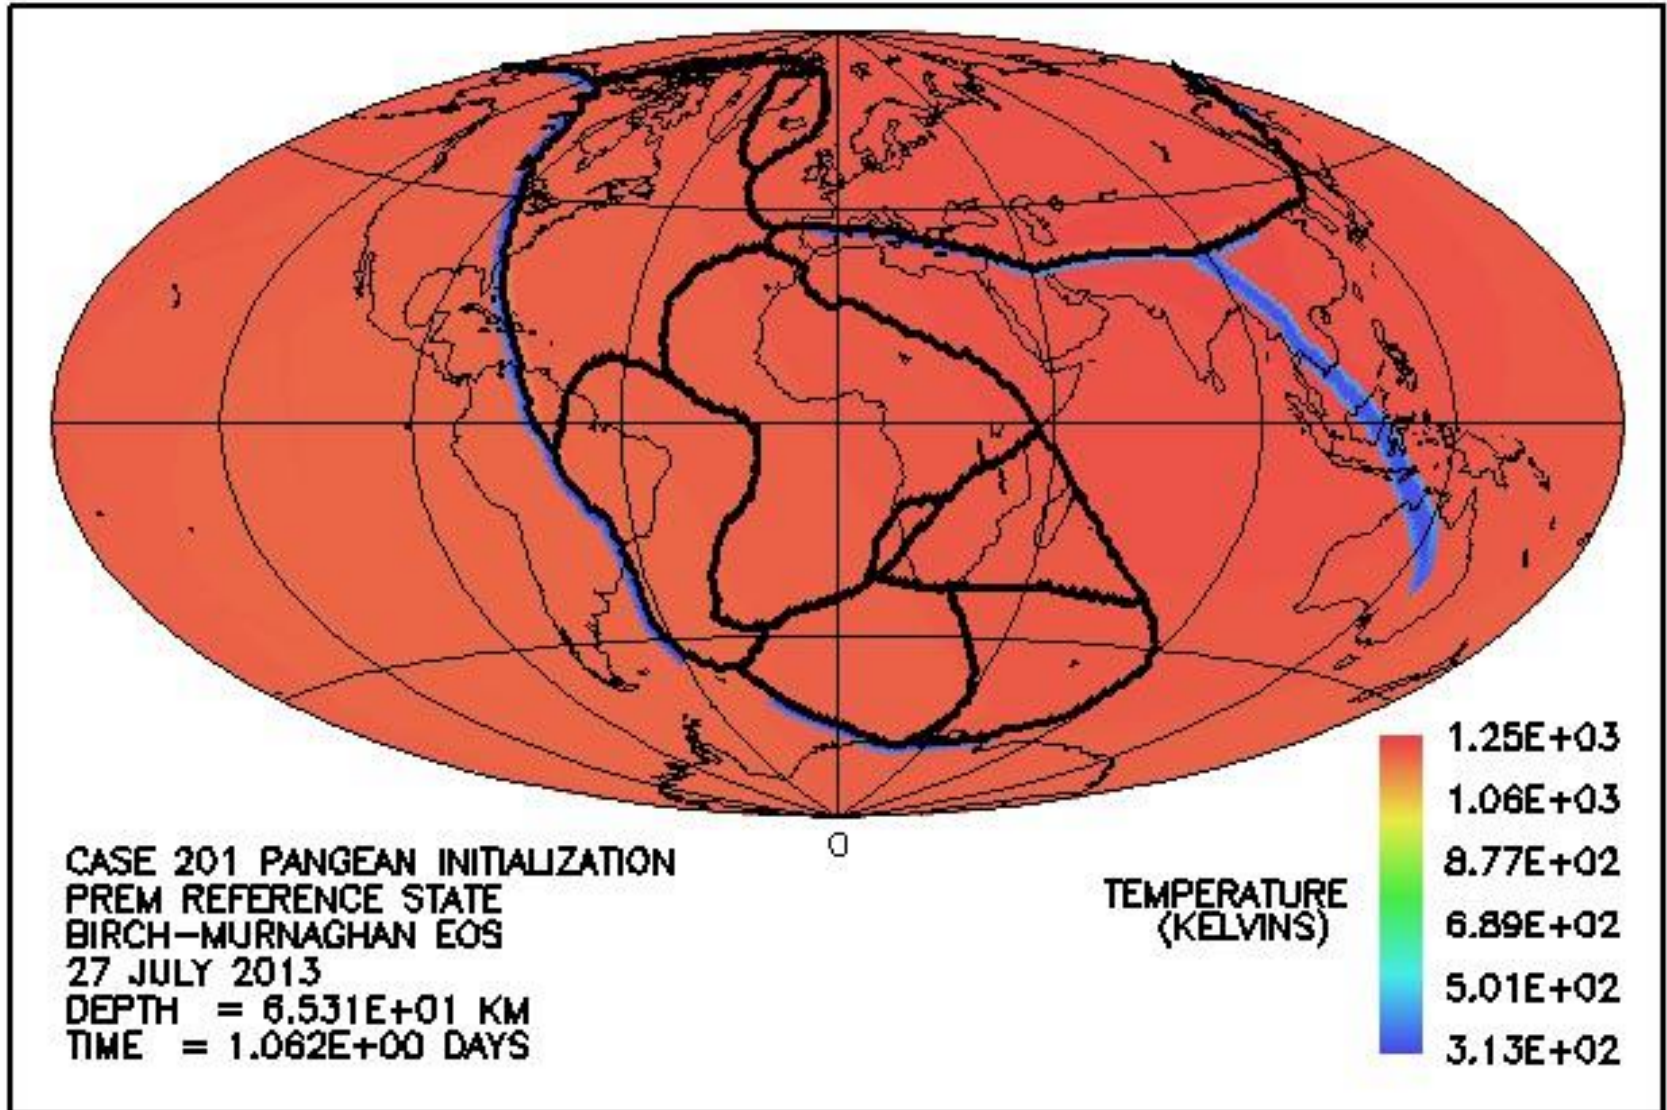 0
CASE 201 PANGEAN INITIALIZATION
PREM REFERENCE STATE
BIRCH-MURNAGHAN EOS
27 JULY 2013
DEPTH = 6.531E+01 KM
TIME = 1.062E+00 DAYS
TEMPERATURE
(KELVINS)
1.25E+03
1.06E+03
8.77E+02
6.89E+02
5.01E+02
3.13E+02